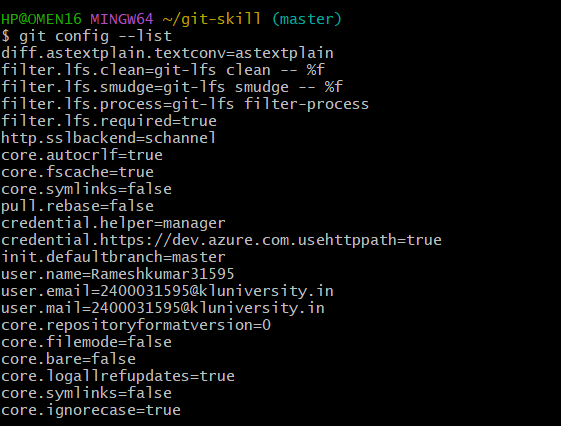 HP@OMEN16 MINGW64 ~/git-skill (master)
$ git config --list
diff.astextplain.textconv=astextplain
filter.lfs.clean=git-lfs clean -- %f
filter.lfs.smudge=git-lfs smudge -- %f
filter.lfs.process=git-lfs filter-process
filter.lfs.required=true
http.sslbackend=schannel
core.autocrlf=true
core.fscache=true
core.symlinks=false
pull.rebase=false
credential.helper=manager
credential.https://dev.azure.com.usehttppath=true
init.defaultbranch=master
user.name=Rameshkumar31595
user.email=2400031595@kluniversity.in
user.mail=2400031595@kluniversity.in
core.repositoryformatversion=0
core.filemode=false
core.bare=false
core.logallrefupdates=true
core.symlinks=false
core.ignorecase=true